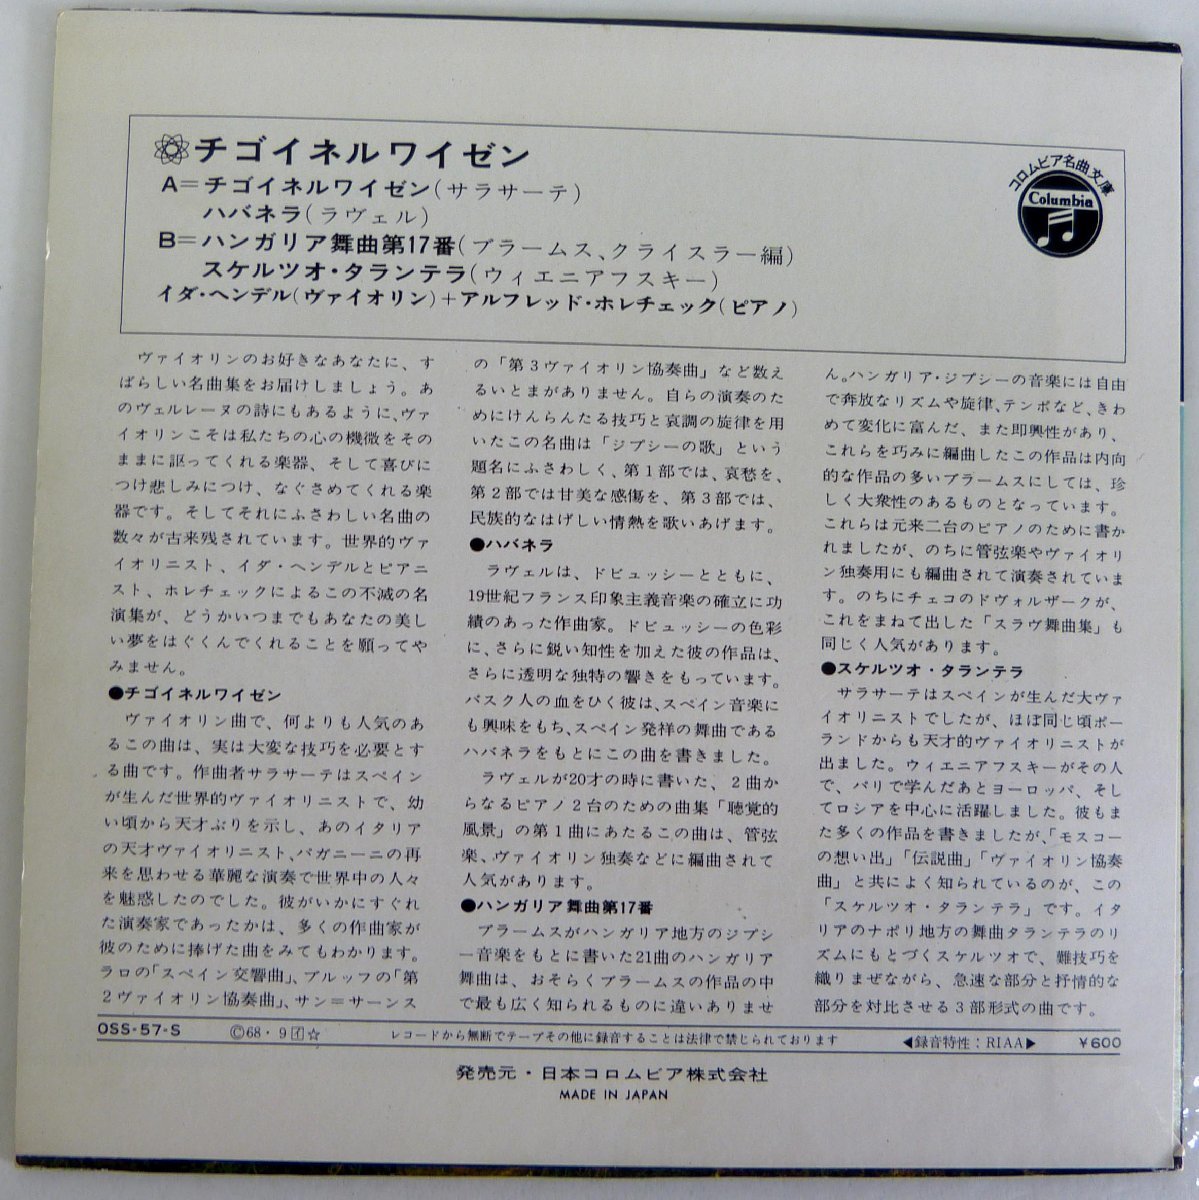 チゴイネルワイゼン
A=チゴイネルワイゼン(サラサーテ)
ハバネラ(ラヴェル)
B=ハンガリア舞曲第17番(ブラームス、クライスラー編)
スケルツオ・タランテラ(ウィエニアフスキー)
イダ・ヘンデル(ヴァイオリン)+アルフレッド・ホレチェック(ピアノ)
コロムビア名曲文庫
Columbia
ヴァイオリンのお好きなあなたに、す
ばらしい名曲集をお届けしましょう。あ
のヴェルレーヌの詩にもあるように、ヴァ
イオリンこそは私たちの心の機微をその
ままに謳ってくれる楽器、そして喜びに
つけ悲しみにつけ、なぐさめてくれる楽
器です。そしてそれにふさわしい名曲の
数々が古来残されています。世界的ヴァ
イオリニスト、イダ・ヘンデルとピアニ
スト、ホレチェックによるこの不滅の名
演集が、どうかいつまでもあなたの美し
い夢をはぐくんでくれることを願ってや
みません。
●チゴイネルワイゼン
ヴァイオリン曲で、何よりも人気のあ
るこの曲は、実は大変な技巧を必要とす
る曲です。作曲者サラサーテはスペイン
が生んだ世界的ヴァイオリニストで、幼
い頃から天才ぶりを示し、あのイタリア
の天才ヴァイオリニスト、パガニーニの再
来を思わせる華麗な演奏で世界中の人々
を魅惑したのでした。彼がいかにすぐれ
た演奏家であったかは、多くの作曲家が
彼のために捧げた曲をみてもわかります。
ラロの「スペイン交響曲」、ブルッフの「第
2ヴァイオリン協奏曲」、サン=サーンス
の「第3ヴァイオリン協奏曲」など数え
るいとまがありません。自らの演奏のた
めにけんらんたる技巧と哀調の旋律を用
いたこの名曲は「ジプシーの歌」という
題名にふさわしく、第1部では、哀愁を、
第2部では甘美な感傷を、第3部では、
民族的なはげしい情熱を歌いあげます。
●ハバネラ
ラヴェルは、ドビュッシーとともに、
19世紀フランス印象主義音楽の確立に功
績のあった作曲家。ドビュッシーの色彩
に、さらに鋭い知性を加えた彼の作品は、
さらに透明な独特の響きをもっています。
バスク人の血をひく彼は、スペイン音楽に
も興味をもち、スペイン発祥の舞曲である
ハバネラをもとにこの曲を書きました。
ラヴェルが20才の時に書いた、2曲か
らなるピアノ2台のための曲集「聴覚的
風景」の第1曲にあたるこの曲は、管弦
楽、ヴァイオリン独奏などに編曲されて
人気があります。
●ハンガリア舞曲第17番
ブラームスがハンガリア地方のジプシ
ー音楽をもとに書いた21曲のハンガリア
舞曲は、おそらくブラームスの作品の中
で最も広く知られるものに違いありませ
ん。ハンガリア・ジプシーの音楽には自由
で奔放なリズムや旋律、テンポなど、きわ
めて変化に富んだ、また即興性があり、
これらを巧みに編曲したこの作品は内向
的な作品の多いブラームスにしては、珍
しく大衆性のあるものとなっています。
これらは元来二台のピアノのために書か
れましたが、のちに管弦楽やヴァイオリ
ン独奏用にも編曲されて演奏されていま
す。のちにチェコのドヴォルザークが、
これをまねて出した「スラヴ舞曲集」も
同じく人気があります。
●スケルツオ・タランテラ
サラサーテはスペインが生んだ大ヴァ
イオリニストでしたが、ほぼ同じ頃ポー
ランドからも天才的ヴァイオリニストが
出ました。ウィエニアフスキーがその人
で、パリで学んだあとヨーロッパ、そし
てロシアを中心に活躍しました。彼もま
た多くの作品を書きましたが、「モスコー
の想い出」「伝説曲」「ヴァイオリン協奏
曲」と共によく知られているのが、この
「スケルツオ・タランテラ」です。イタ
リアのナポリ地方の舞曲タランテラのリ
ズムにもとづくスケルツオで、難技巧を
織りまぜながら、急速な部分と抒情的な
部分を対比させる3部形式の曲です。
OSS-57-S ©68・9 f ☆ レコードから無断でテープその他に録音することは法律で禁じられております ◀録音特性:RIAA▶ ¥600
発売元・日本コロムビア株式会社
MADE IN JAPAN